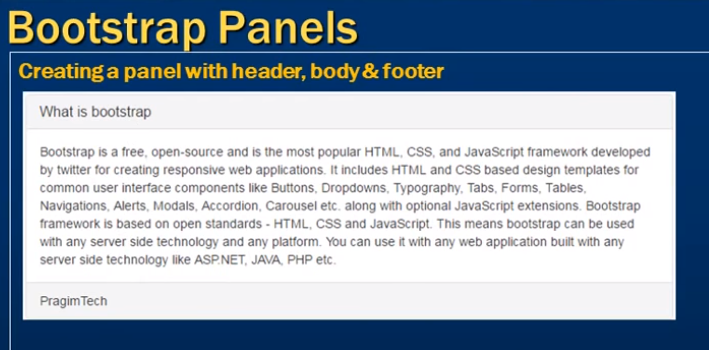 Bootstrap Panels
Creating a panel with header, body & footer
What is bootstrap
Bootstrap is a free, open-source and is the most popular HTML, CSS, and JavaScript framework developed
by twitter for creating responsive web applications. It includes HTML and CSS based design templates for
common user interface components like Buttons, Dropdowns, Typography, Tabs, Forms, Tables,
Navigations, Alerts, Modals, Accordion, Carousel etc. along with optional JavaScript extensions. Bootstrap
framework is based on open standards - HTML, CSS and JavaScript. This means bootstrap can be used
with any server side technology and any platform. You can use it with any web application built with any
server side technology like ASP.NET, JAVA, PHP etc.
PragimTech